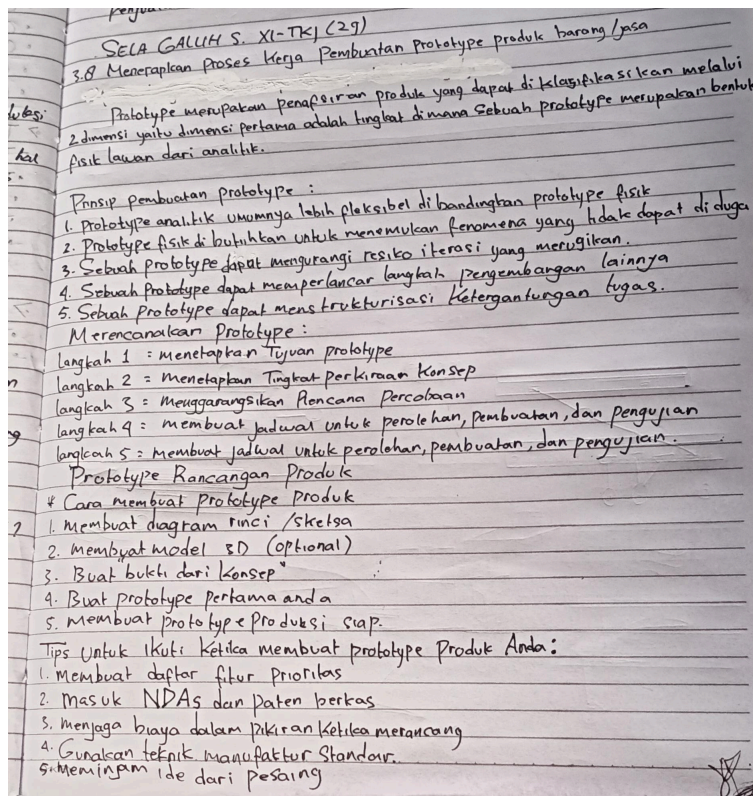 SELA GALUH S. XI-TKJ (29)
3.8 Menerapkan Proses Kerja Pembuatan Prototype produk barang/jasa
Prototype merupakan penafsiran produk yang dapat di klasifikasikan melalui
2 dimensi yaitu dimensi pertama adalah tingkat dimana sebuah prototype merupakan bentuk
fisik lawan dari analitik.
Prinsip pembuatan prototype :
1. Prototype analitik umumnya lebih fleksibel dibandingkan prototype fisik
2. Prototype fisik dibutuhkan untuk menemukan fenomena yang tidak dapat di duga
3. Sebuah prototype dapat mengurangi resiko iterasi yang merugikan.
4. Sebuah Prototype dapat memperlancar langkah pengembangan lainnya
5. Sebuah Prototype dapat menstrukturisasi ketergantungan tugas.
Merencanakan Prototype :
Langkah 1 : menetapkan Tujuan prototype
langkah 2 = menetapkan Tingkat Perkiraan Konsep
langkah 3 = Menggarangsikan Rencana Percobaan
langkah 4 : membuat jadwal untuk perolehan, pembuatan, dan pengujian
langkah 5 : membuat jadwal untuk perolehan, pembuatan, dan pengujian.
Prototype Rancangan Produk
* Cara membuat prototype produk
1. Membuat diagram rinci /sketsa
2. Membuat model 3D (optional)
3. Buat bukti dari konsep"
4. Buat prototype pertama anda
5. Membuat prototype produksi siap.
Tips Untuk Ikuti Ketika membuat prototype Produk Anda :
1. Membuat daftar fitur Prioritas
2. Masuk NDAs dan Paten berkas
3. Menjaga biaya dalam pikiran ketika merancang
4. Gunakan teknik manufaktur Standar.
5. Meminjam ide dari pesaing